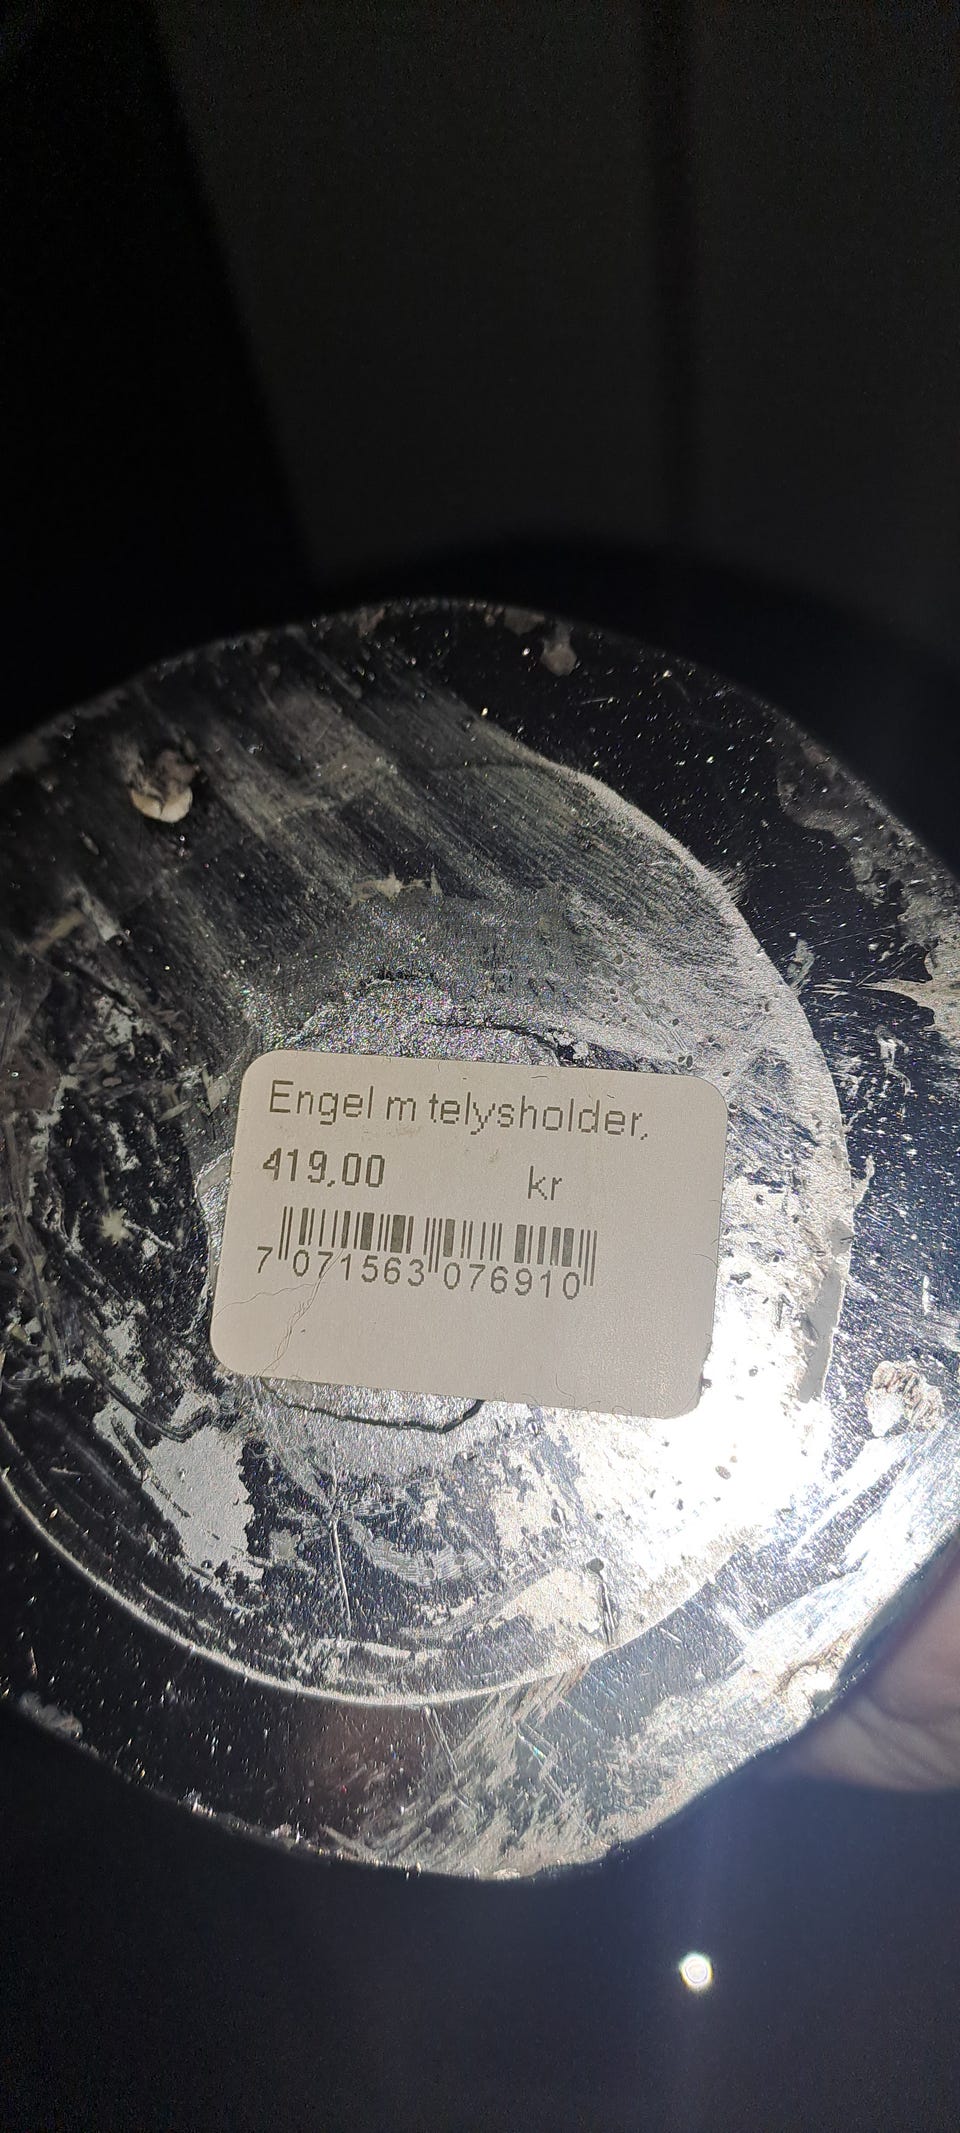 Engel m telysholder,
419,00 kr
7 071563 076910